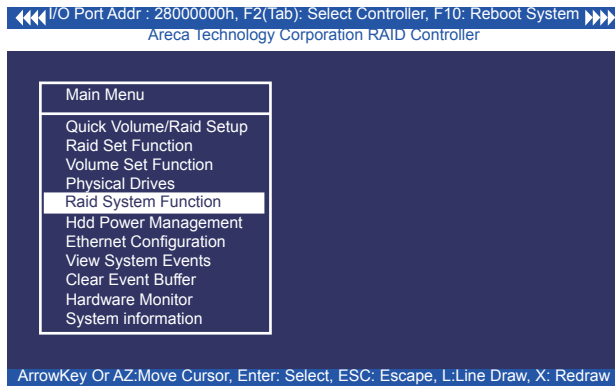 I/O Port Addr : 28000000h, F2(Tab): Select Controller, F10: Reboot System
Areca Technology Corporation RAID Controller
Main Menu
Quick Volume/Raid Setup
Raid Set Function
Volume Set Function
Physical Drives
Raid System Function
Hdd Power Management
Ethernet Configuration
View System Events
Clear Event Buffer
Hardware Monitor
System information
ArrowKey Or AZ:Move Cursor, Enter: Select, ESC: Escape, L:Line Draw, X: Redraw